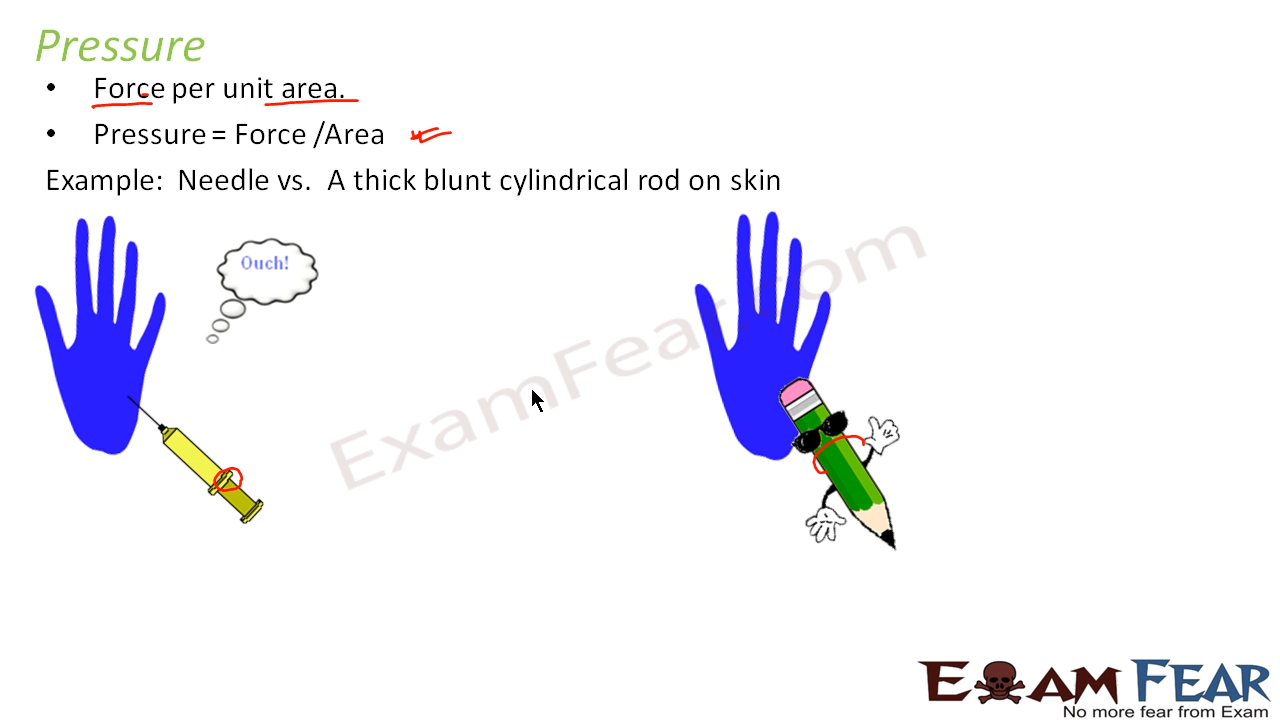 Pressure
• Force per unit area.
• Pressure = Force /Area
Example: Needle vs. A thick blunt cylindrical rod on skin
Ouch!
ExamFear.com
EXAM FEAR
No more fear from Exam